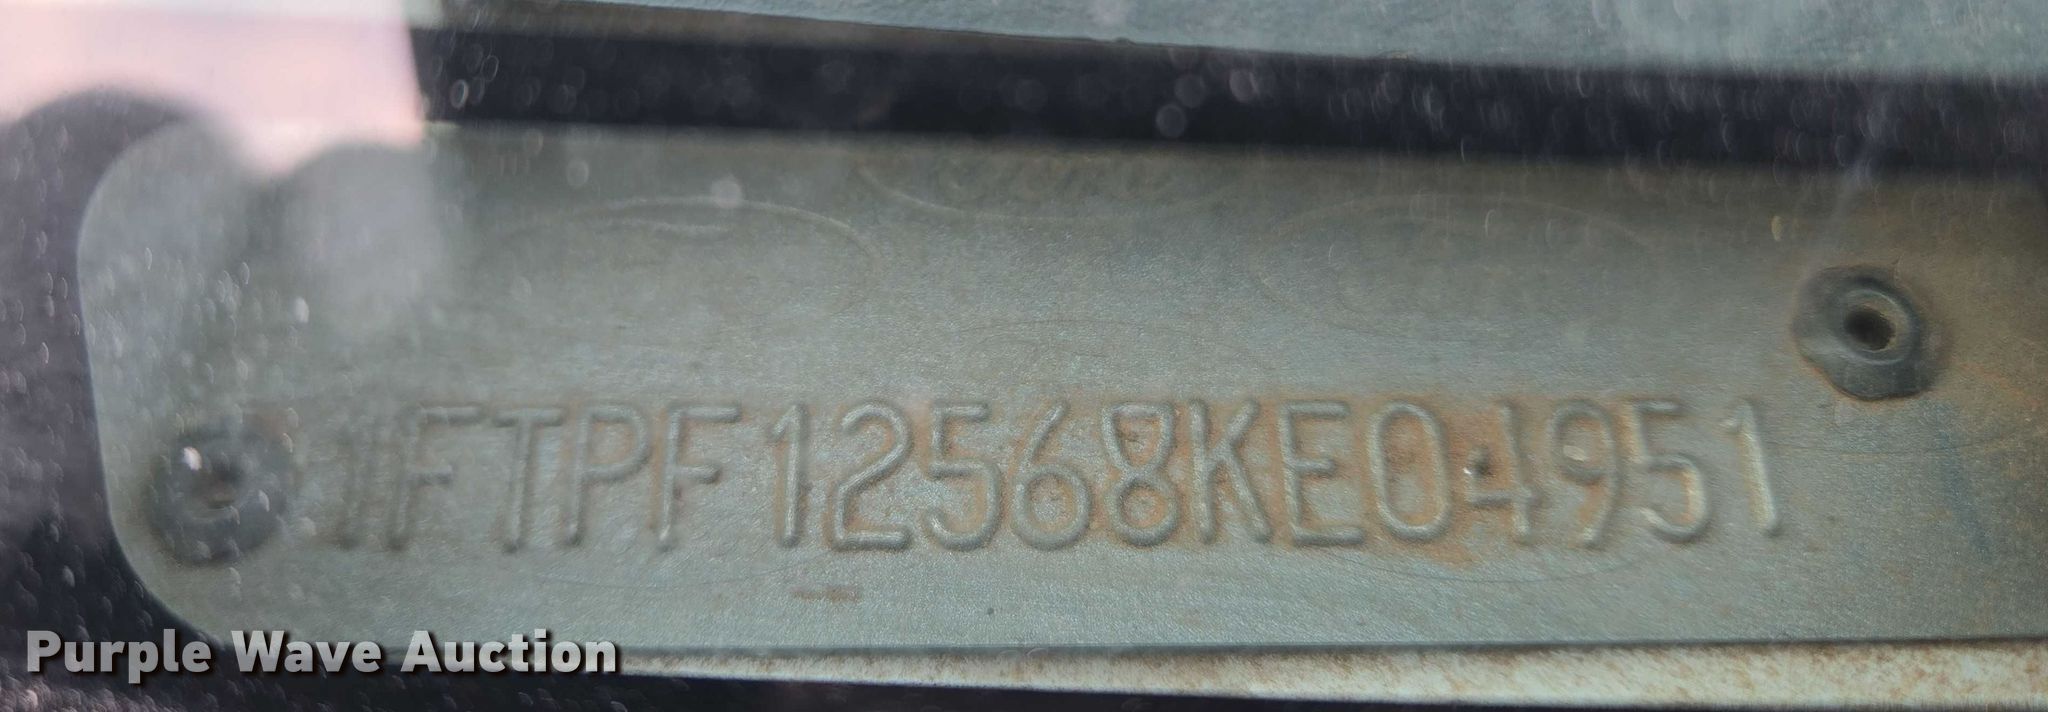 1FTPF12568KE04951
Purple Wave Auction